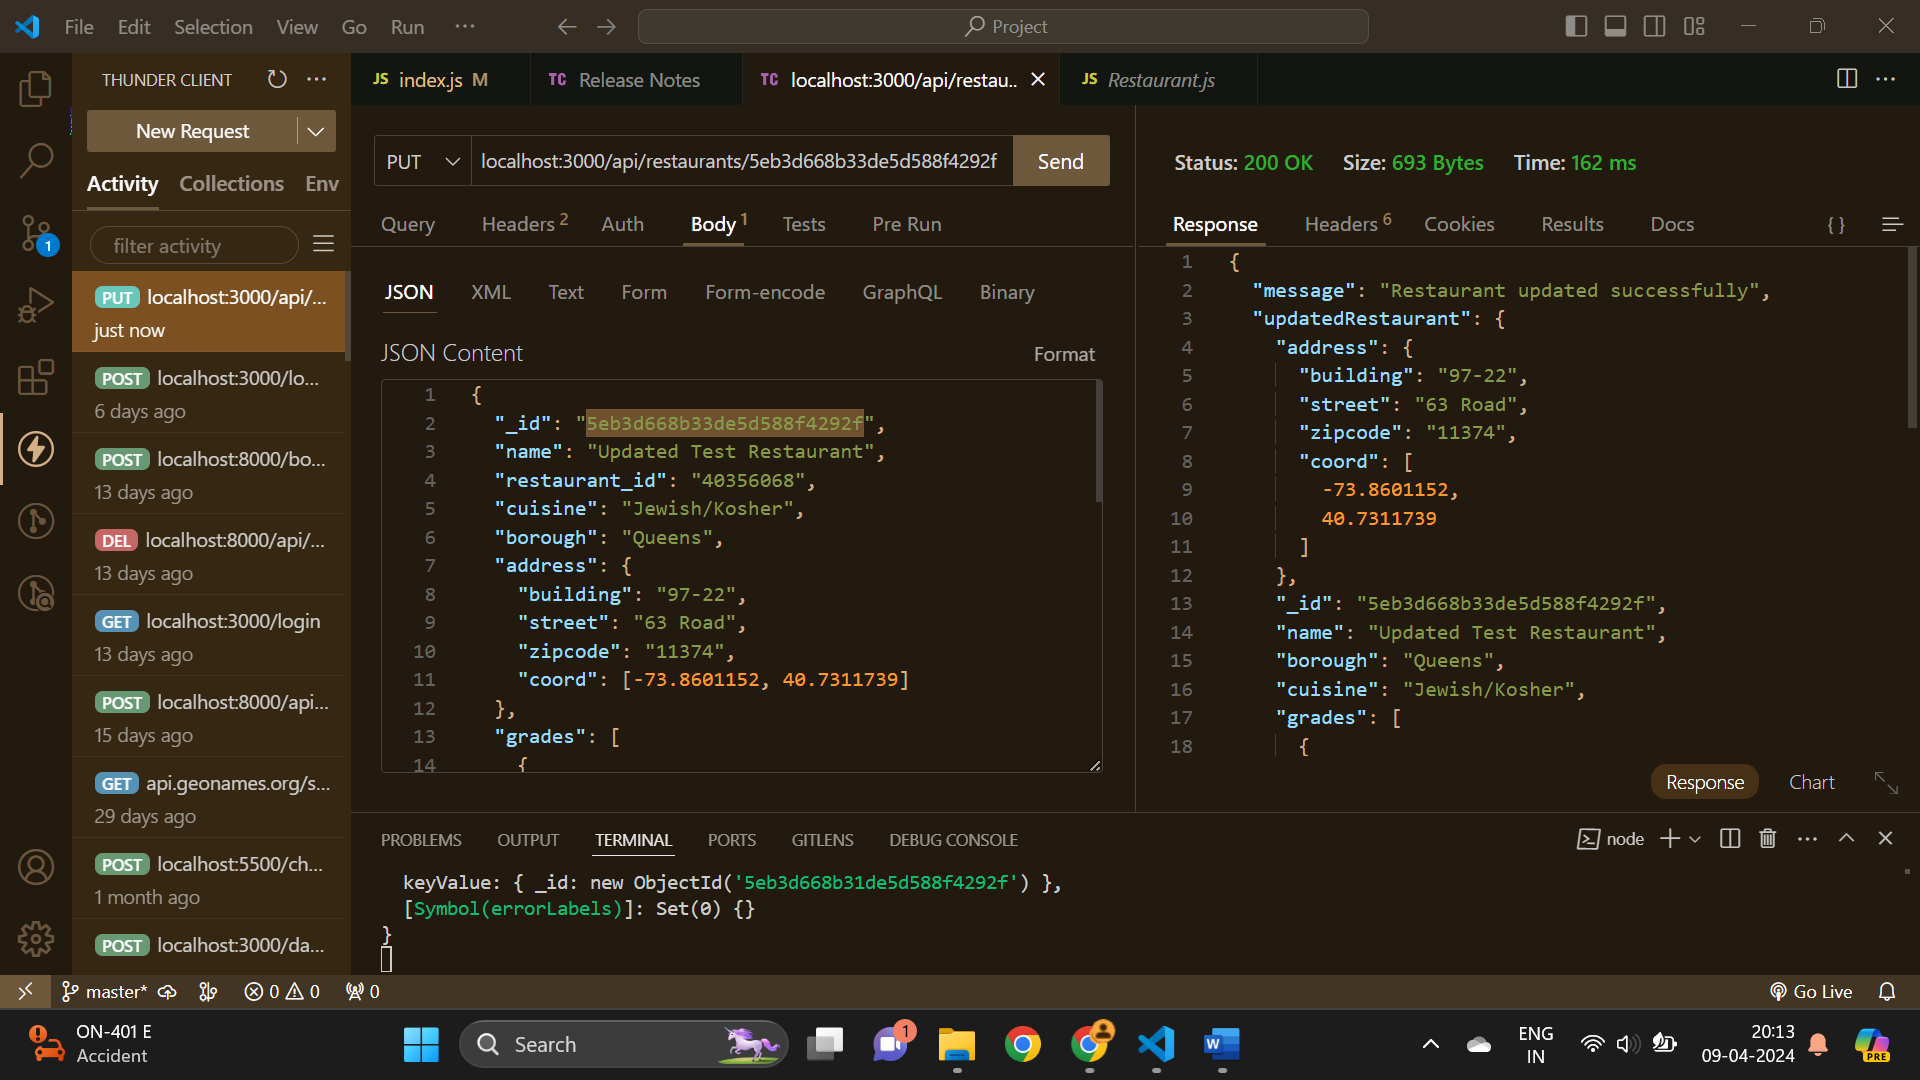 File Edit Selection View Go Run ···
Project
THUNDER CLIENT
New Request
Activity Collections Env
filter activity
PUT localhost:3000/api/...
just now
POST localhost:3000/lo...
6 days ago
POST localhost:8000/bo...
13 days ago
DEL localhost:8000/api/...
13 days ago
GET localhost:3000/login
13 days ago
POST localhost:8000/api...
15 days ago
GET api.geonames.org/s...
29 days ago
POST localhost:5500/ch...
1 month ago
POST localhost:3000/da...
1
JS index.js M
TC Release Notes
TC localhost:3000/api/restau..
JS Restaurant.js
PUT localhost:3000/api/restaurants/5eb3d668b33de5d588f4292f Send
Query Headers 2 Auth Body 1 Tests Pre Run
JSON XML Text Form Form-encode GraphQL Binary
JSON Content Format
1 {
2 "_id": "5eb3d668b33de5d588f4292f",
3 "name": "Updated Test Restaurant",
4 "restaurant_id": "40356068",
5 "cuisine": "Jewish/Kosher",
6 "borough": "Queens",
7 "address": {
8 "building": "97-22",
9 "street": "63 Road",
10 "zipcode": "11374",
11 "coord": [-73.8601152, 40.7311739]
12 },
13 "grades": [
14 {
Status: 200 OK Size: 693 Bytes Time: 162 ms
Response Headers 6 Cookies Results Docs { }
1 {
2 "message": "Restaurant updated successfully",
3 "updatedRestaurant": {
4 "address": {
5 "building": "97-22",
6 "street": "63 Road",
7 "zipcode": "11374",
8 "coord": [
9 -73.8601152,
10 40.7311739
11 ]
12 },
13 "_id": "5eb3d668b33de5d588f4292f",
14 "name": "Updated Test Restaurant",
15 "borough": "Queens",
16 "cuisine": "Jewish/Kosher",
17 "grades": [
18 {
Response Chart
PROBLEMS OUTPUT TERMINAL PORTS GITLENS DEBUG CONSOLE
node
keyValue: { _id: new ObjectId('5eb3d668b31de5d588f4292f') },
[Symbol(errorLabels)]: Set(0) {}
}
master* 0 0 0
Go Live
ON-401 E
Accident
Search
1
W
ENG
IN
20:13
09-04-2024
PRE